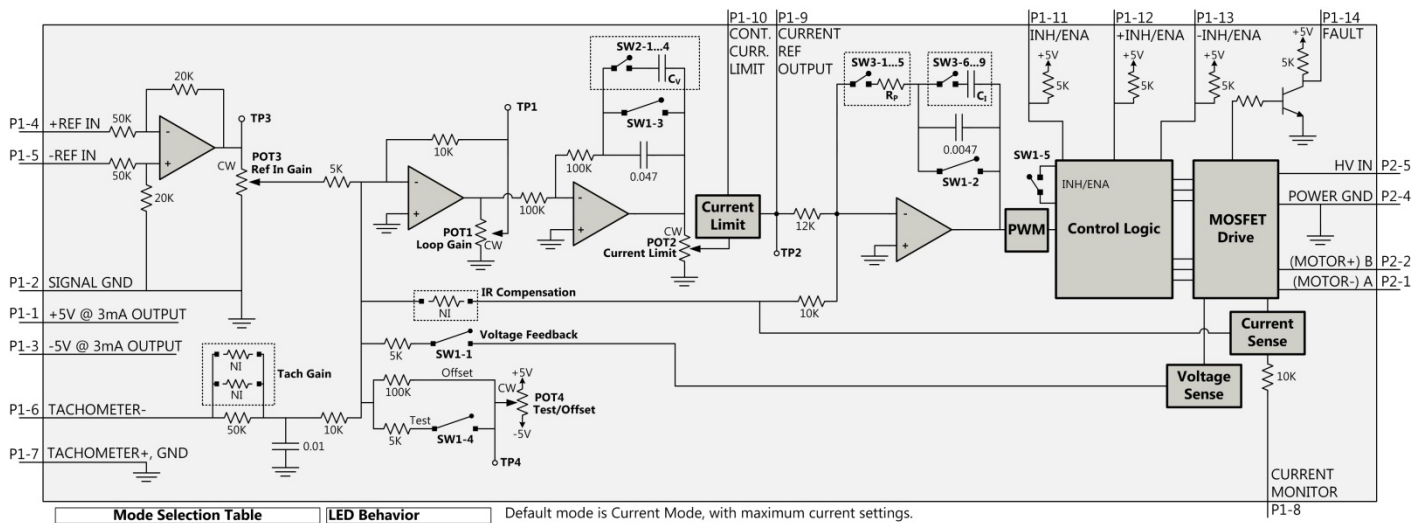 P1-10 P1-9 P1-11 P1-12 P1-13 P1-14
CONT. CURR. LIMIT
CURRENT REF OUTPUT
INH/ENA
+INH/ENA
-INH/ENA
FAULT
+5V
5K
+5V
5K
+5V
5K
+5V
5K
SW2-1...4
CV
SW1-3
0.047
100K
SW3-1...5
RP
SW3-6...9
CI
0.0047
SW1-2
20K
P1-4 +REF IN
50K
P1-5 -REF IN
50K
20K
-
+
TP3
CW
POT3
Ref In Gain
5K
TP1
10K
-
+
POT1
Loop Gain
CW
100K
-
+
CW
POT2
Current Limit
Current Limit
TP2
12K
-
+
PWM
SW1-5
INH/ENA
Control Logic
MOSFET Drive
HV IN P2-5
POWER GND P2-4
(MOTOR+) B P2-2
(MOTOR-) A P2-1
P1-2 SIGNAL GND
P1-1 +5V @ 3mA OUTPUT
P1-3 -5V @ 3mA OUTPUT
IR Compensation
NI
10K
Current Sense
Voltage Feedback
5K
SW1-1
Voltage Sense
10K
Tach Gain
NI
NI
P1-6 TACHOMETER-
50K
10K
0.01
P1-7 TACHOMETER+, GND
Offset
100K
Test
5K
SW1-4
+5V
CW
POT4
Test/Offset
-5V
TP4
CURRENT MONITOR
P1-8
Mode Selection Table
LED Behavior
Default mode is Current Mode, with maximum current settings.